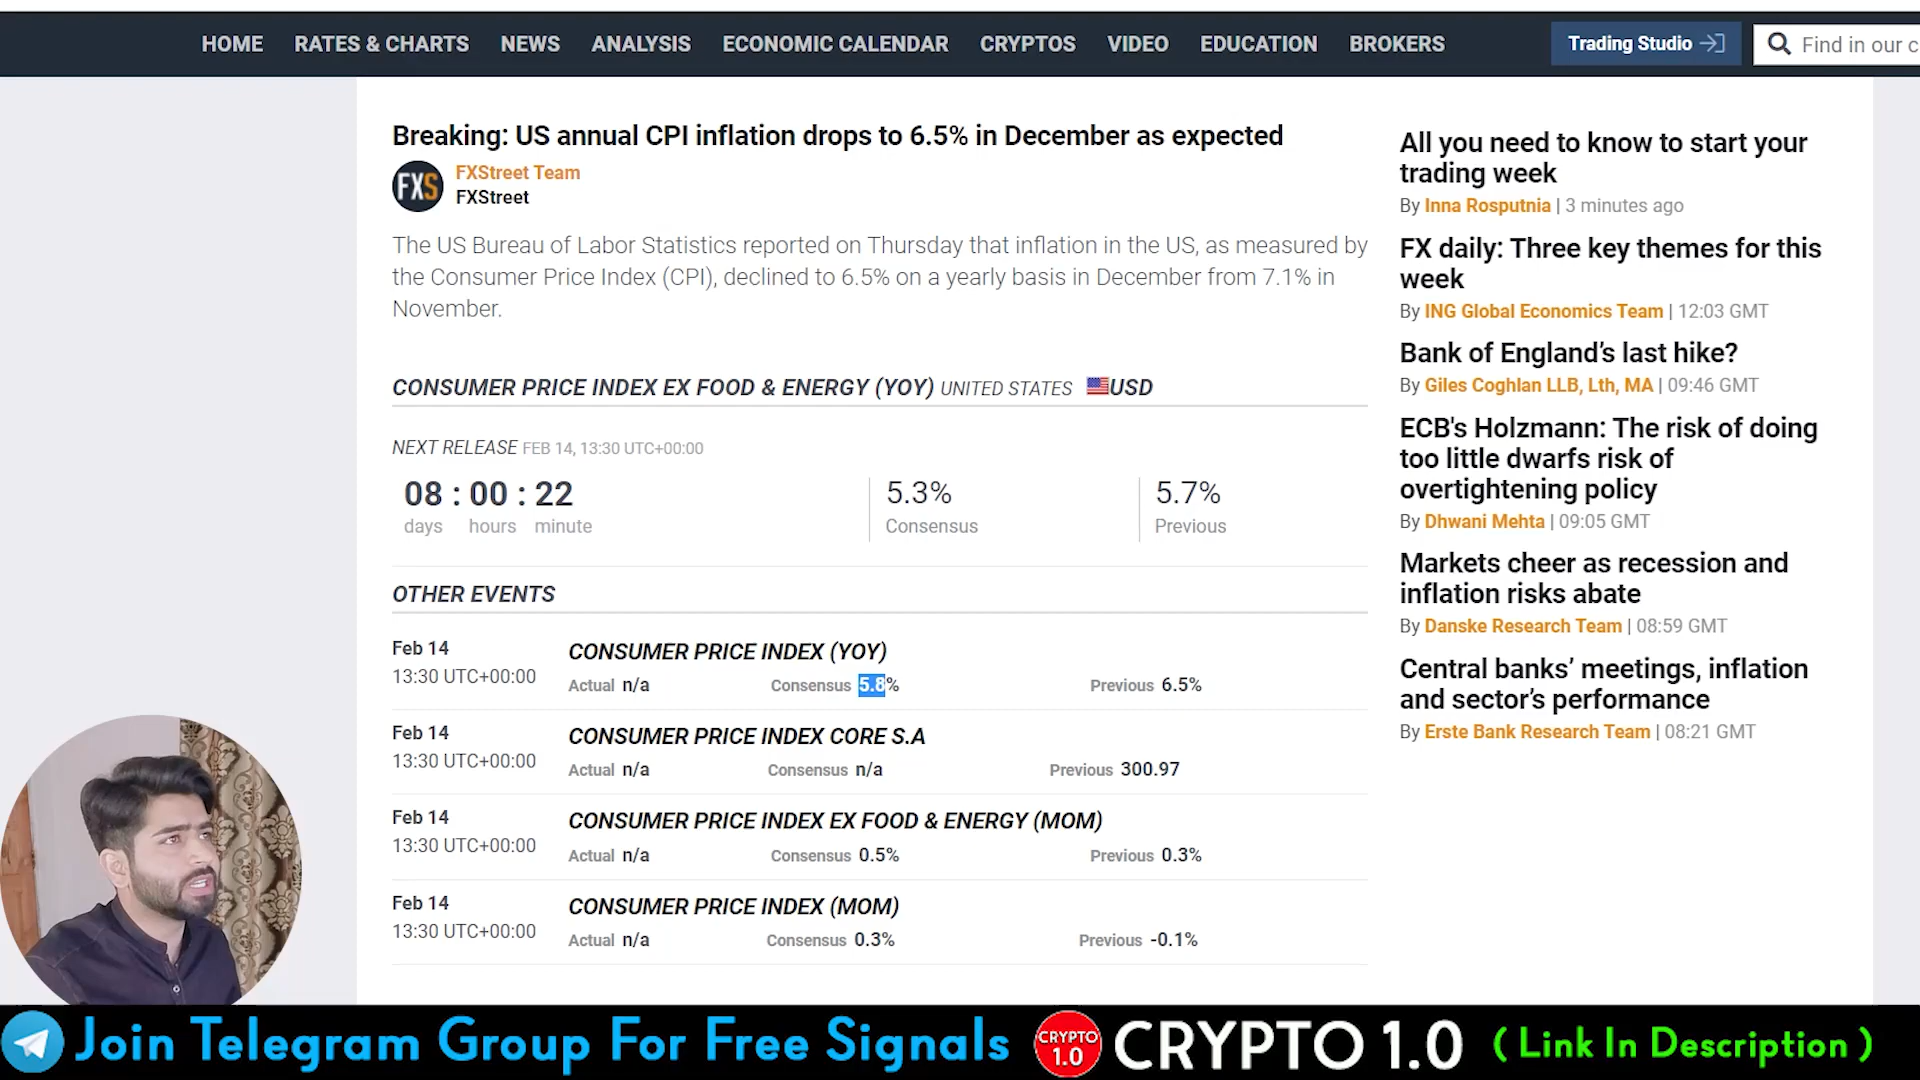 HOME RATES & CHARTS NEWS ANALYSIS ECONOMIC CALENDAR CRYPTOS VIDEO EDUCATION BROKERS Trading Studio Find in our c
Breaking: US annual CPI inflation drops to 6.5% in December as expected
FXS
FXStreet Team
FXStreet
The US Bureau of Labor Statistics reported on Thursday that inflation in the US, as measured by
the Consumer Price Index (CPI), declined to 6.5% on a yearly basis in December from 7.1% in
November.
CONSUMER PRICE INDEX EX FOOD & ENERGY (YOY) UNITED STATES USD
NEXT RELEASE FEB 14, 13:30 UTC+00:00
08 : 00 : 22
days hours minute
5.3%
Consensus
5.7%
Previous
OTHER EVENTS
Feb 14
13:30 UTC+00:00
CONSUMER PRICE INDEX (YOY)
Actual n/a Consensus 5.8% Previous 6.5%
Feb 14
13:30 UTC+00:00
CONSUMER PRICE INDEX CORE S.A
Actual n/a Consensus n/a Previous 300.97
Feb 14
13:30 UTC+00:00
CONSUMER PRICE INDEX EX FOOD & ENERGY (MOM)
Actual n/a Consensus 0.5% Previous 0.3%
Feb 14
13:30 UTC+00:00
CONSUMER PRICE INDEX (MOM)
Actual n/a Consensus 0.3% Previous -0.1%
All you need to know to start your
trading week
By Inna Rosputnia | 3 minutes ago
FX daily: Three key themes for this
week
By ING Global Economics Team | 12:03 GMT
Bank of England’s last hike?
By Giles Coghlan LLB, Lth, MA | 09:46 GMT
ECB's Holzmann: The risk of doing
too little dwarfs risk of
overtightening policy
By Dhwani Mehta | 09:05 GMT
Markets cheer as recession and
inflation risks abate
By Danske Research Team | 08:59 GMT
Central banks’ meetings, inflation
and sector’s performance
By Erste Bank Research Team | 08:21 GMT
Join Telegram Group For Free Signals
CRYPTO
1.0
CRYPTO 1.0
( Link In Description )